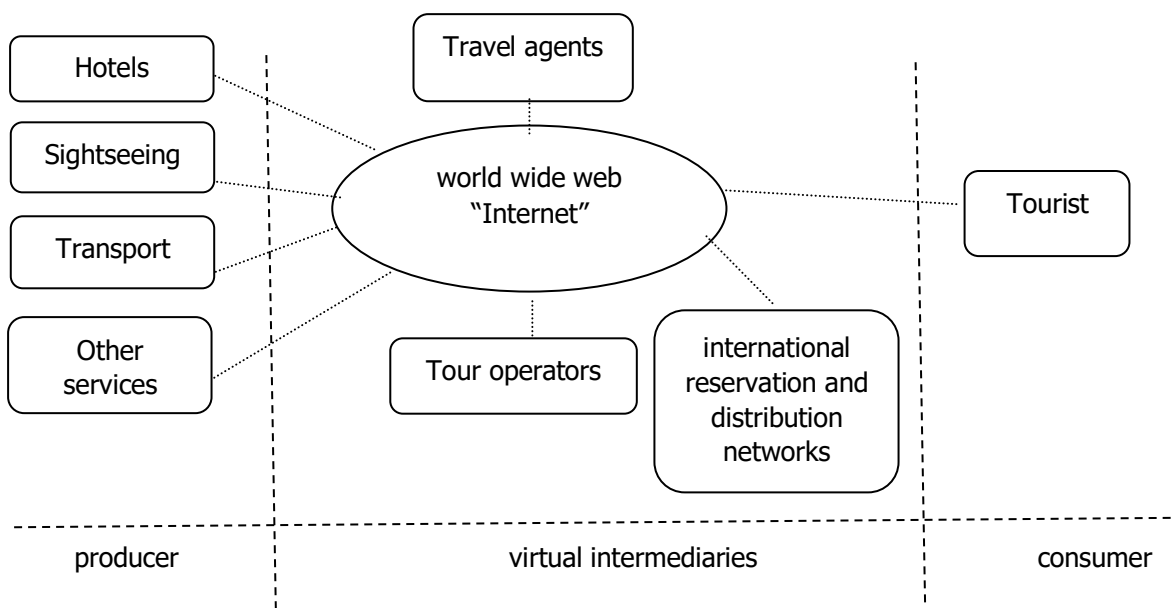 Hotels
Sightseeing
Transport
Other
services
Travel agents
world wide web
“Internet”
Tour operators
international
reservation and
distribution
networks
Tourist
producer
virtual intermediaries
consumer